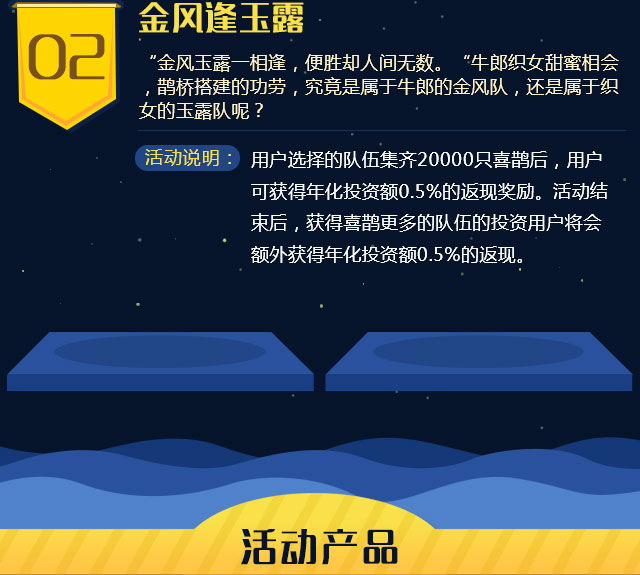 02
金风逢玉露
“金风玉露一相逢，便胜却人间无数。“牛郎织女甜蜜相会
，鹊桥搭建的功劳，究竟是属于牛郎的金风队，还是属于织
女的玉露队呢？
活动说明：
用户选择的队伍集齐20000只喜鹊后，用户
可获得年化投资额0.5%的返现奖励。活动结
束后，获得喜鹊更多的队伍的投资用户将会
额外获得年化投资额0.5%的返现。
活动产品